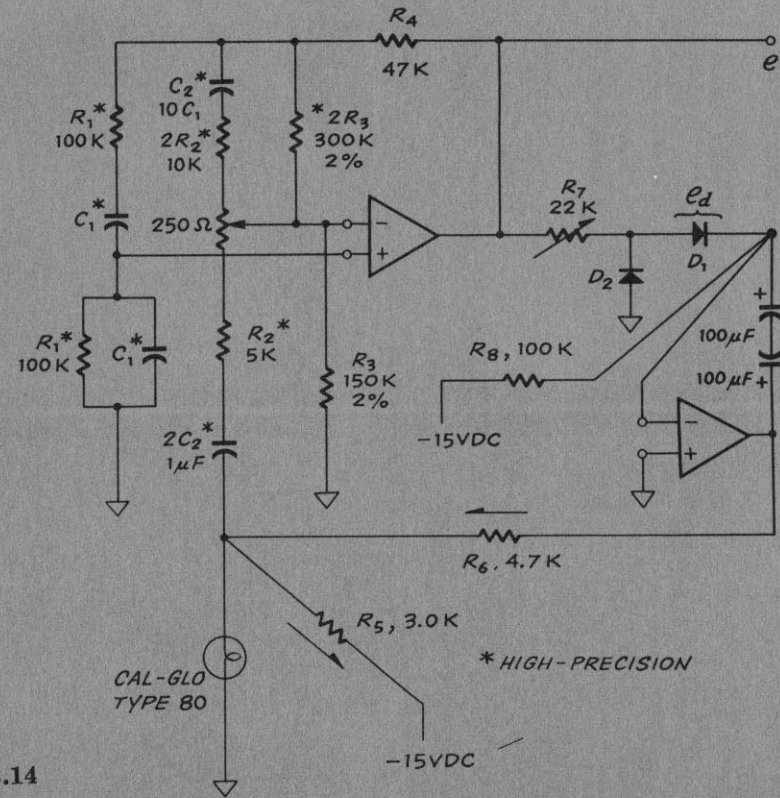 R4
47K
e
C2*
10C1
R1*
100K
2R2*
10K
*2R3
300K
2%
C1*
250Ω
−
+
R7
22K
ed
D1
D2
+
100μF
100μF
+
R1*
100K
C1*
R2*
5K
R3
150K
2%
R8, 100K
−15VDC
−
+
2C2*
1μF
R6, 4.7K
R5, 3.0K
CAL-GLO
TYPE 80
* HIGH-PRECISION
−15VDC
.14